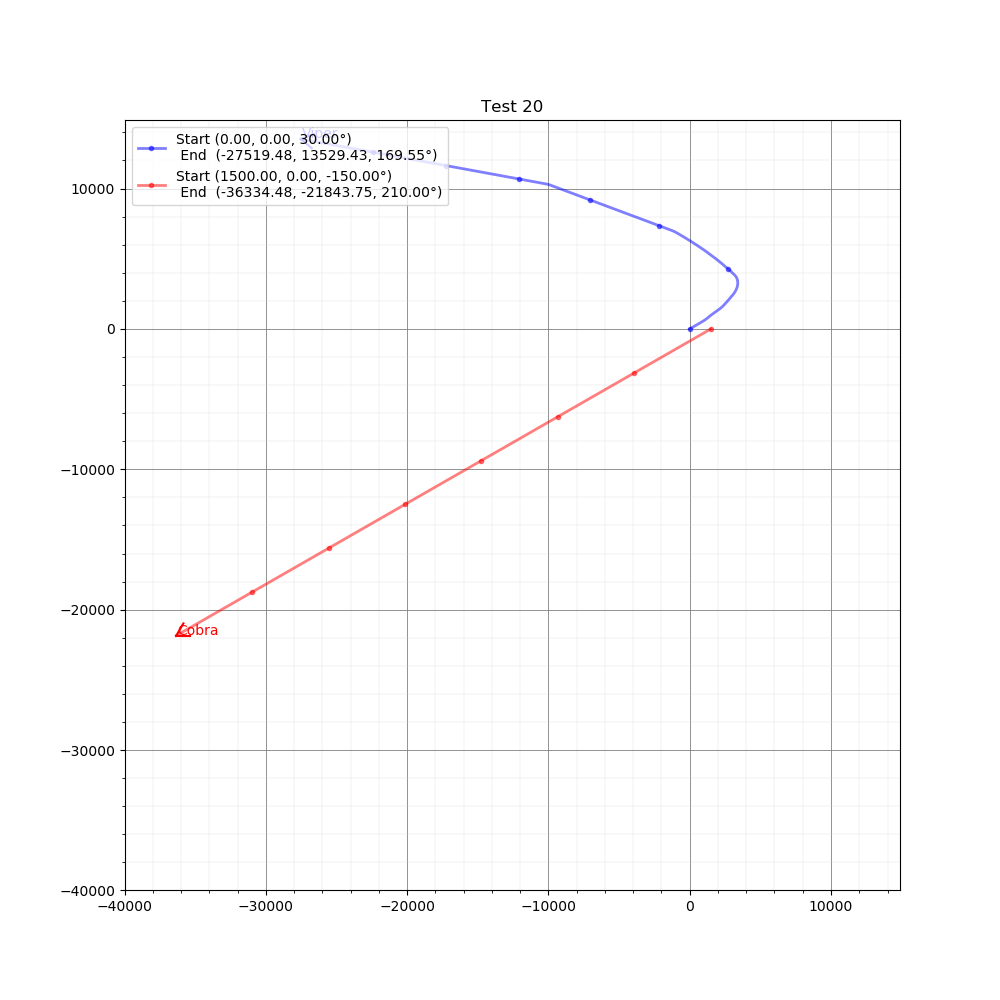 Test 20
Viper
Start (0.00, 0.00, 30.00°)
End (-27519.48, 13529.43, 169.55°)
Start (1500.00, 0.00, -150.00°)
End (-36334.48, -21843.75, 210.00°)
10000
0
−10000
−20000
Cobra
−30000
−40000
−40000 −30000 −20000 −10000 0 10000